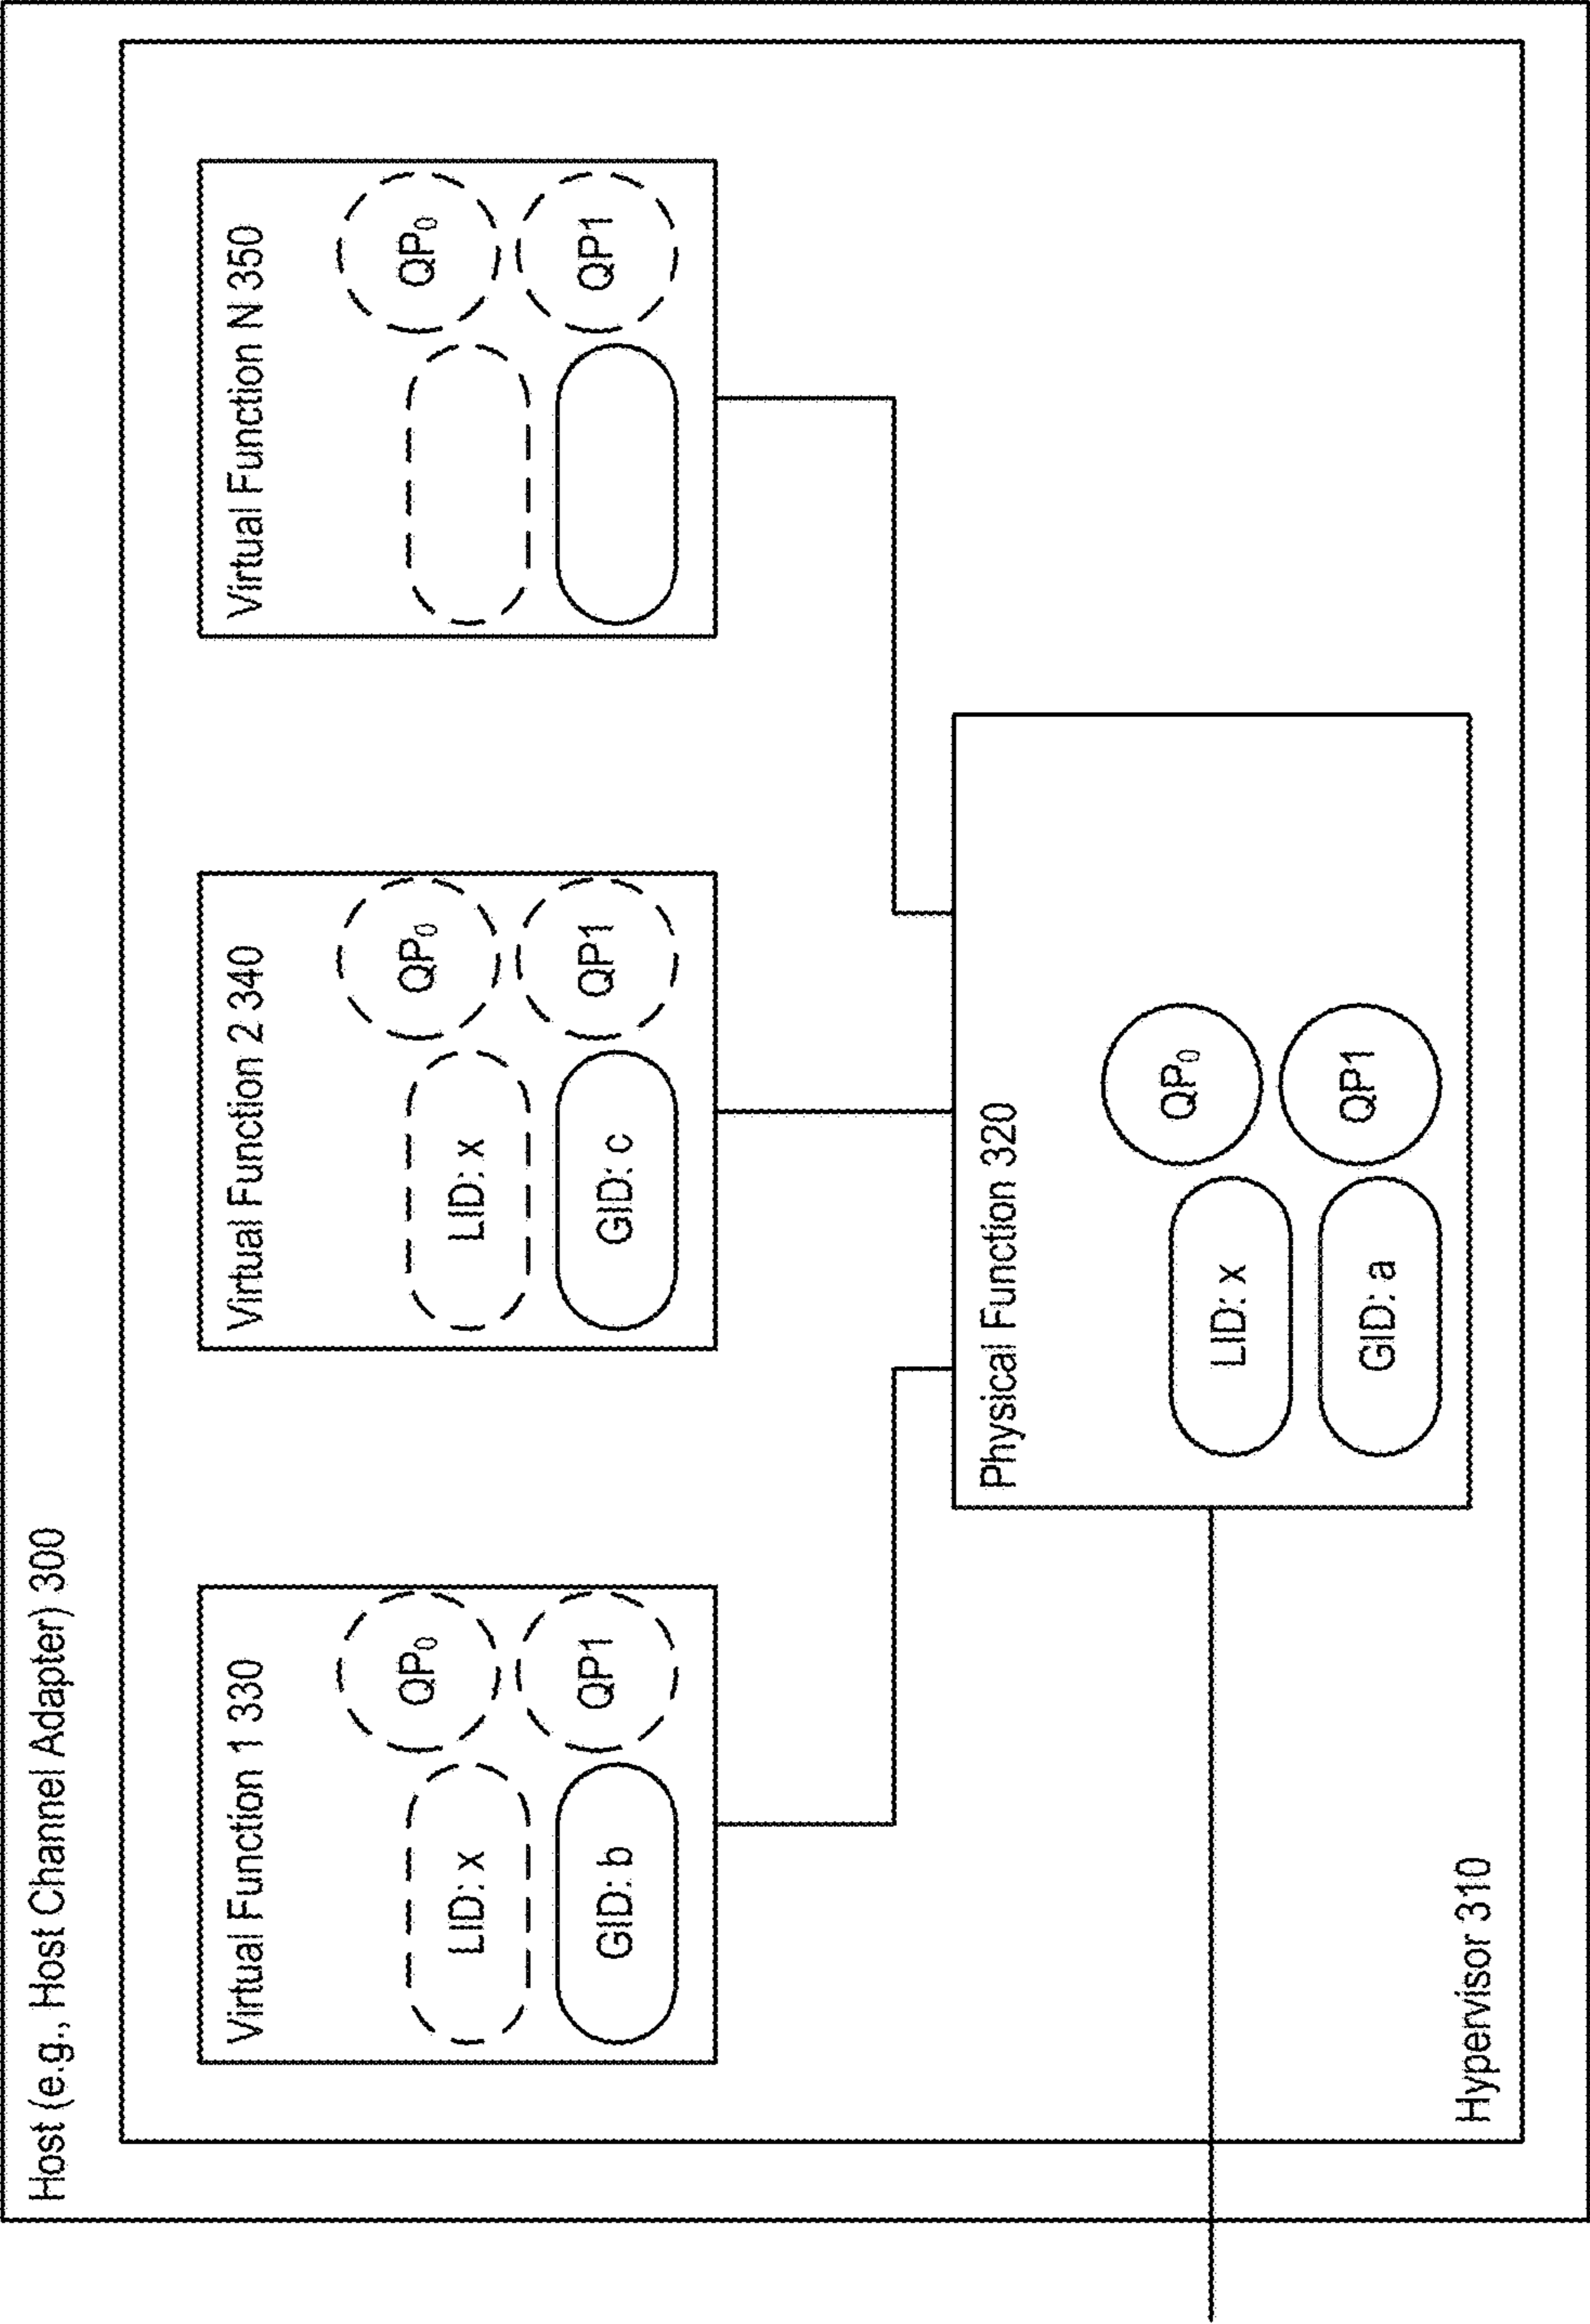 Host (e.g., Host Channel Adapter) 300
Virtual Function 1 330
QP₀
LID: x
QP1
GID: b
Virtual Function 2 340
QP₀
LID: x
QP1
GID: c
Virtual Function N 350
QP₀
QP1
Physical Function 320
QP₀
LID: x
QP1
GID: a
Hypervisor 310